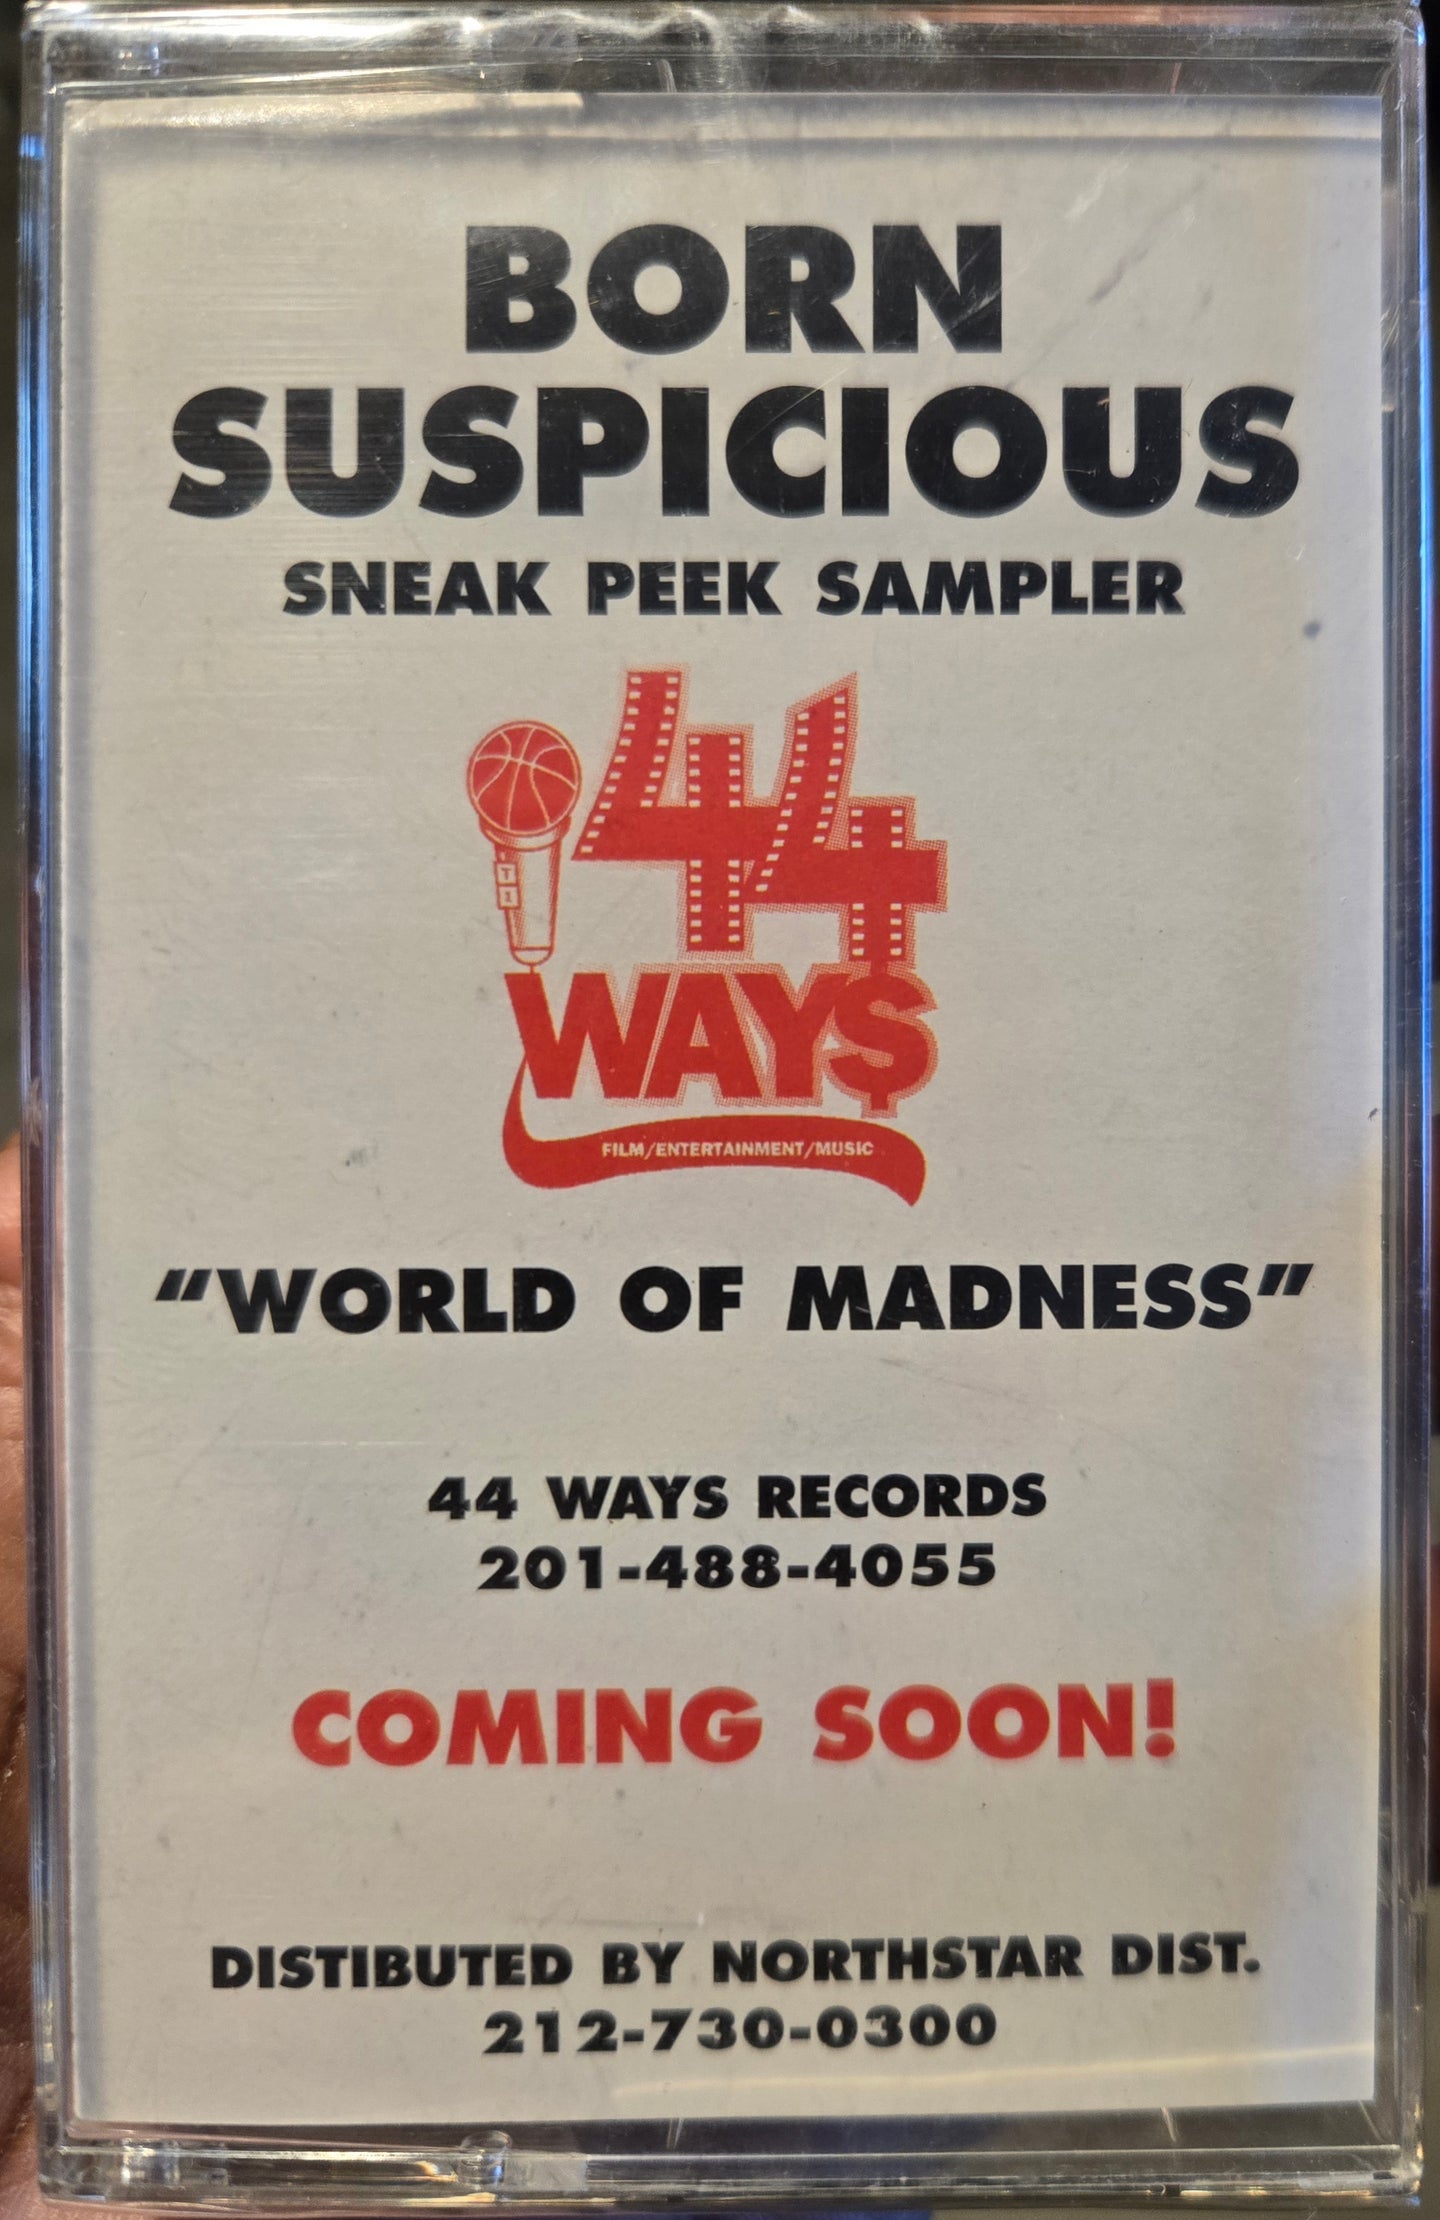 BORN
SUSPICIOUS
SNEAK PEEK SAMPLER
44
WAY$
FILM/ENTERTAINMENT/MUSIC
"WORLD OF MADNESS"
44 WAYS RECORDS
201-488-4055
COMING SOON!
DISTIBUTED BY NORTHSTAR DIST.
212-730-0300